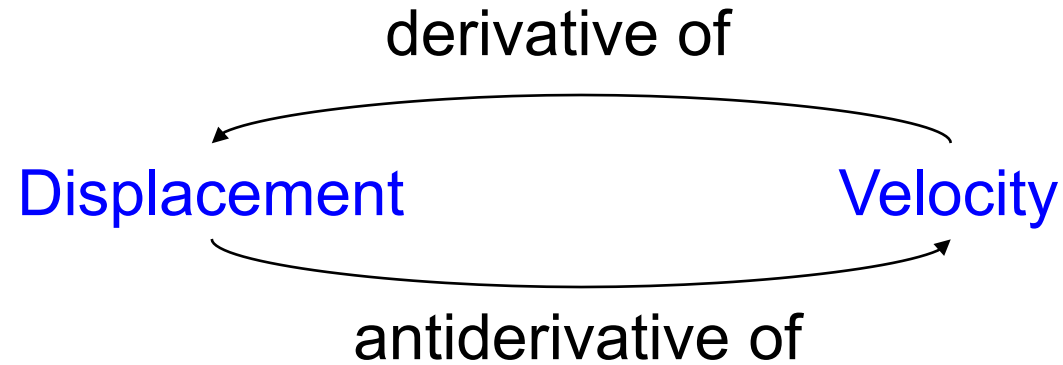 derivative of
Displacement Velocity
antiderivative of